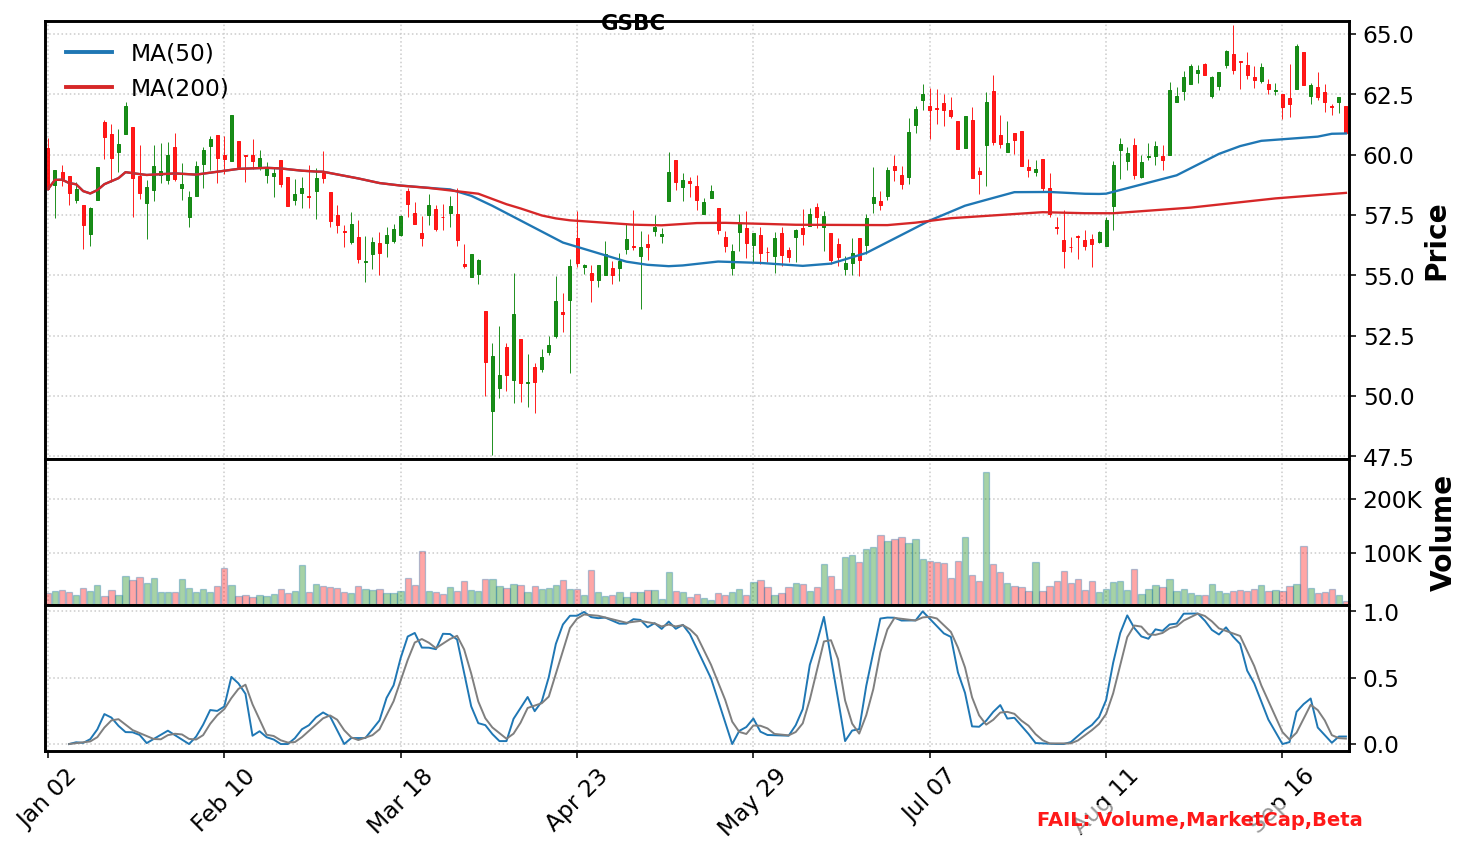 GSBC
MA(50)
MA(200)
65.0
62.5
60.0
57.5
55.0
52.5
50.0
47.5
Price
200K
100K
Volume
1.0
0.5
0.0
Jan 02
Feb 10
Mar 18
Apr 23
May 29
Jul 07
Aug 11
Sep 16
FAIL: Volume,MarketCap,Beta